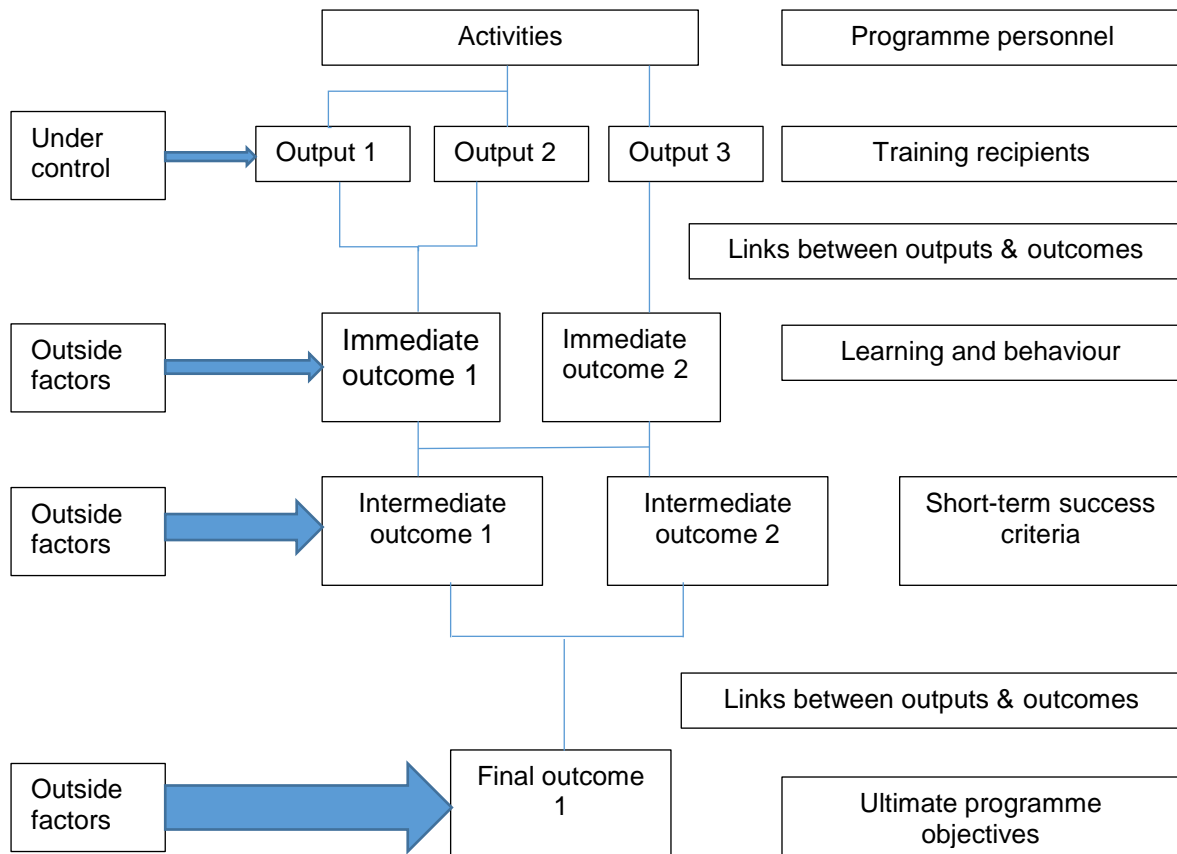 Activities
Programme personnel
Under
control
Output 1
Output 2
Output 3
Training recipients
Links between outputs & outcomes
Outside
factors
Immediate
outcome 1
Immediate
outcome 2
Learning and behaviour
Outside
factors
Intermediate
outcome 1
Intermediate
outcome 2
Short-term success
criteria
Links between outputs & outcomes
Outside
factors
Final outcome
1
Ultimate programme
objectives